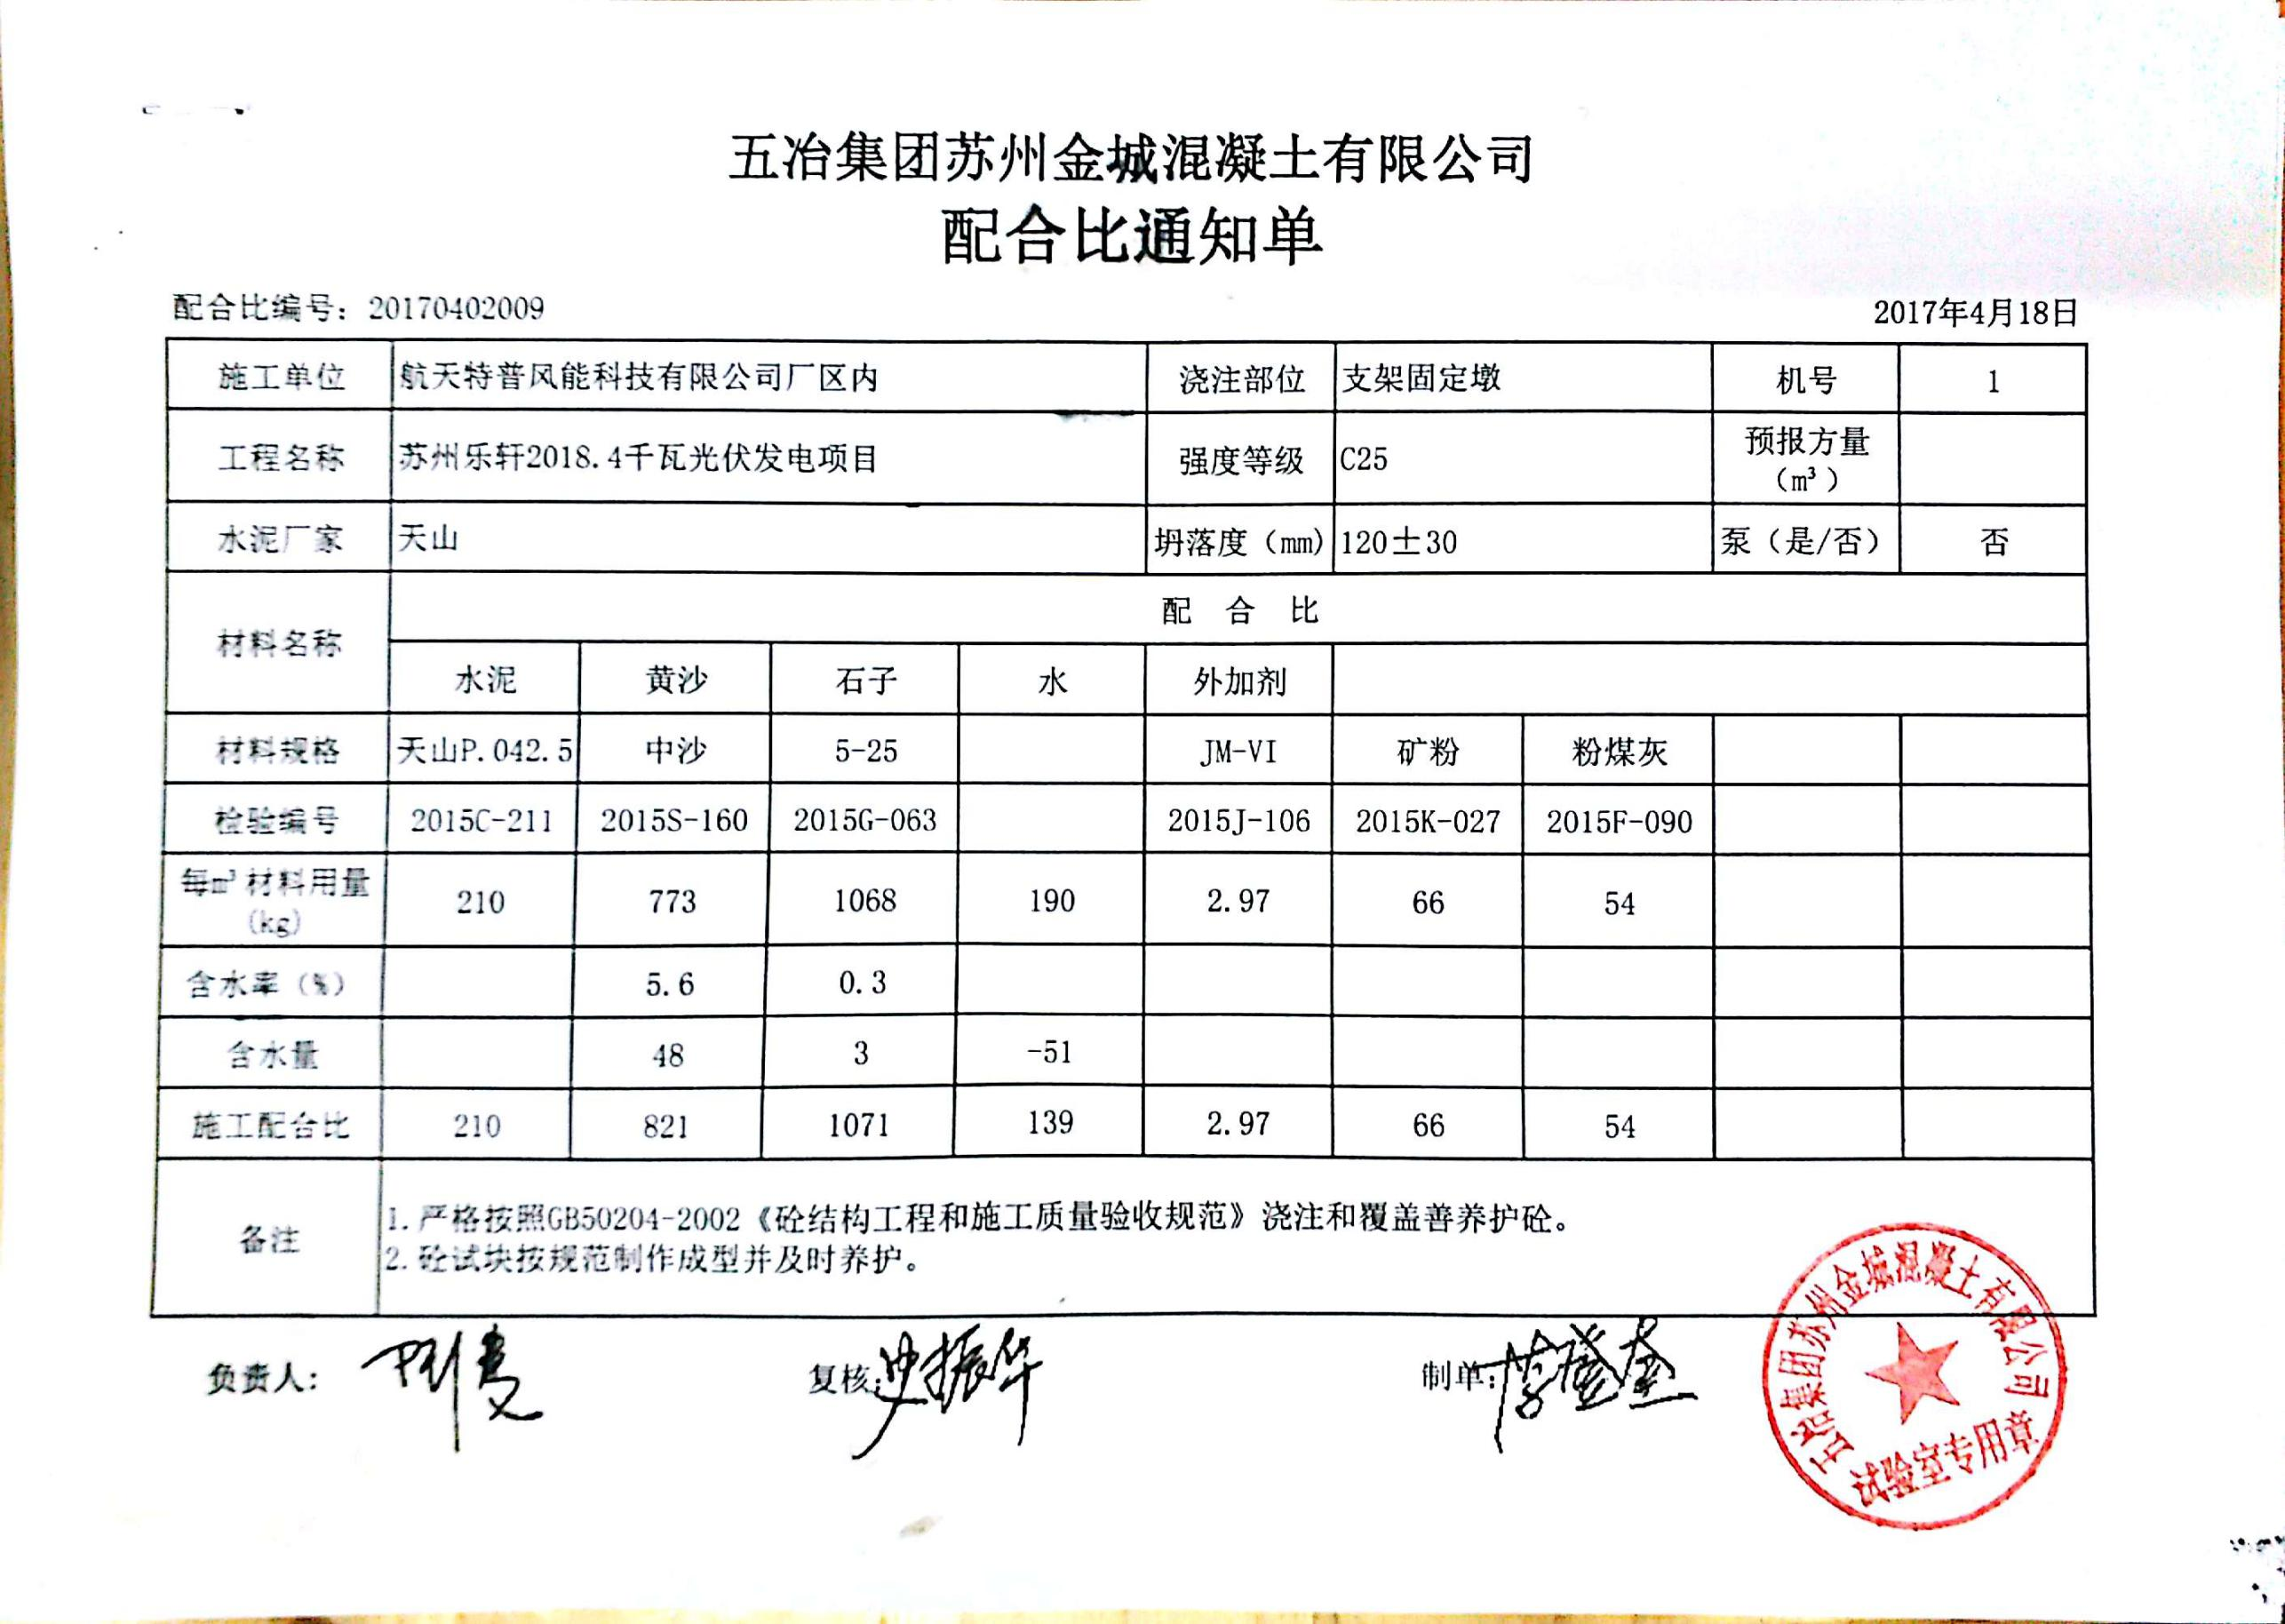 五冶集团苏州金城混凝土有限公司
配合比通知单
配合比编号：20170402009 2017年4月18日
施工单位 航天特普风能科技有限公司厂区内 浇注部位 支架固定墩 机号 1
工程名称 苏州乐轩2018.4千瓦光伏发电项目 强度等级 C25 预报方量（m³）
水泥厂家 天山 坍落度（mm) 120±30 泵（是/否） 否
材料名称 配 合 比
水泥 黄沙 石子 水 外加剂
材料规格 天山P.042.5 中沙 5-25 JM-VI 矿粉 粉煤灰
检验编号 2015C-211 2015S-160 2015G-063 2015J-106 2015K-027 2015F-090
每m³材料用量(kg) 210 773 1068 190 2.97 66 54
含水率（%） 5.6 0.3
含水量 48 3 -51
施工配合比 210 821 1071 139 2.97 66 54
备注 1.严格按照GB50204-2002《砼结构工程和施工质量验收规范》浇注和覆盖善养护砼。
2.砼试块按规范制作成型并及时养护。
负责人： 复核：史振华 制单：
五冶集团苏州金城混凝土有限公司
试验室专用章